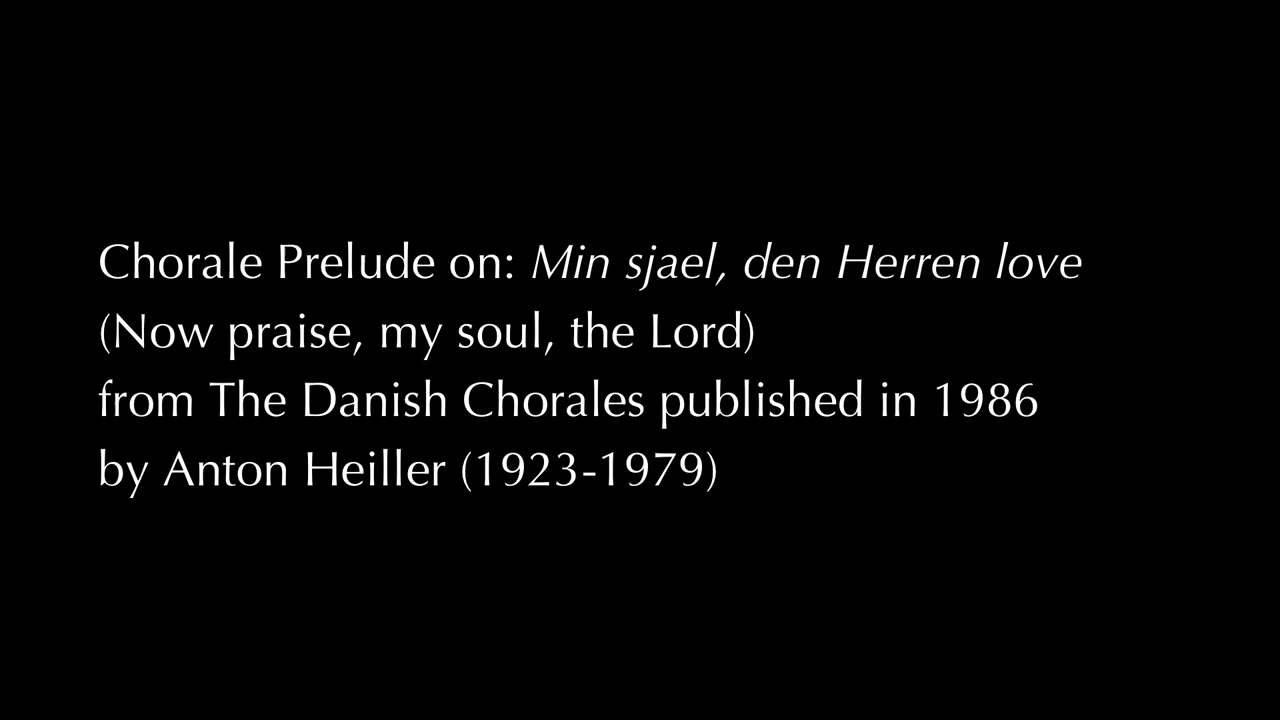 Chorale Prelude on: Min sjael, den Herren love
(Now praise, my soul, the Lord)
from The Danish Chorales published in 1986
by Anton Heiller (1923-1979)